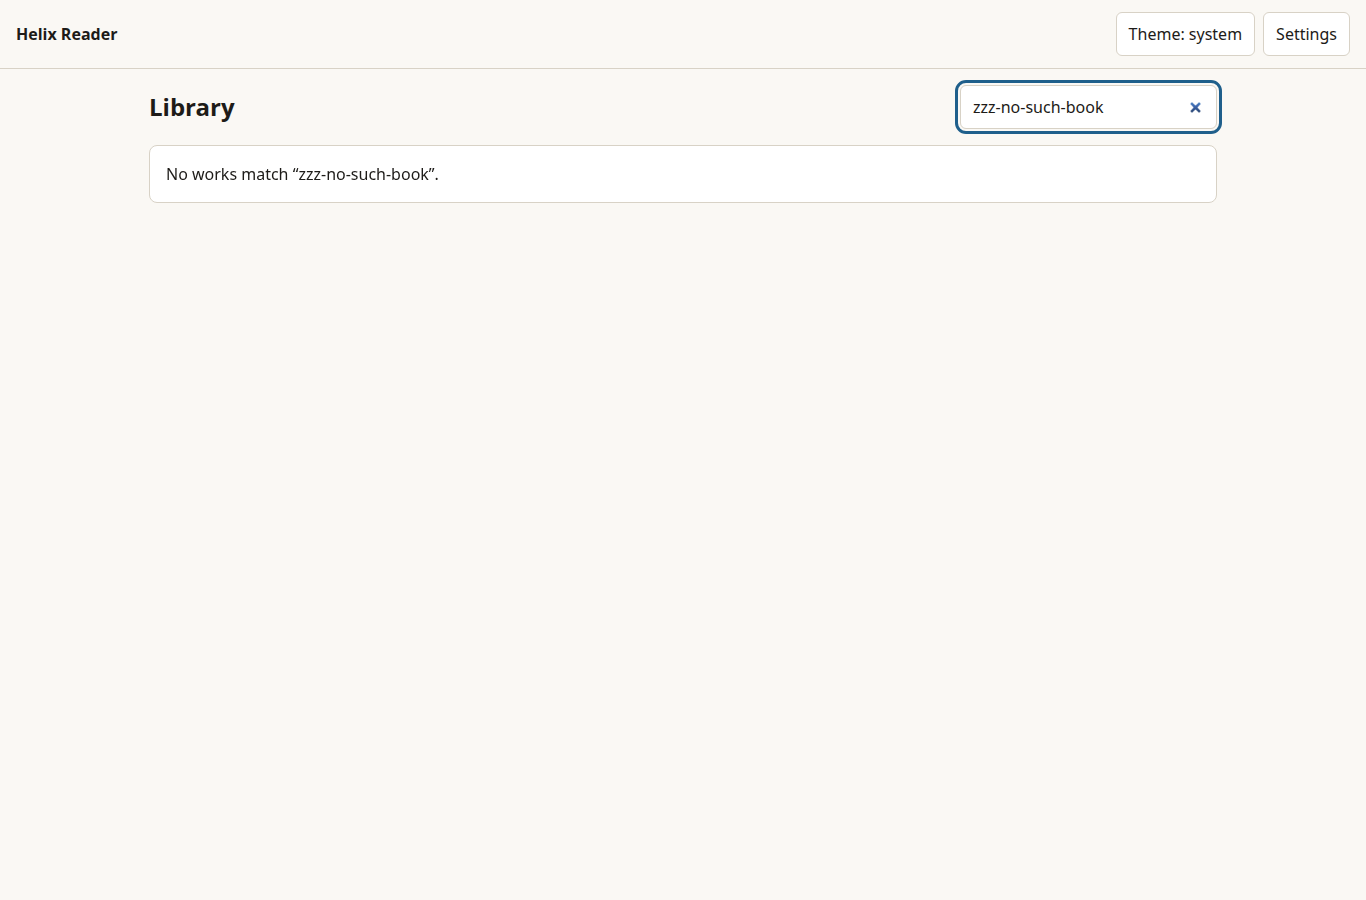 Helix Reader
Theme: system
Settings
Library
zzz-no-such-book
No works match “zzz-no-such-book”.